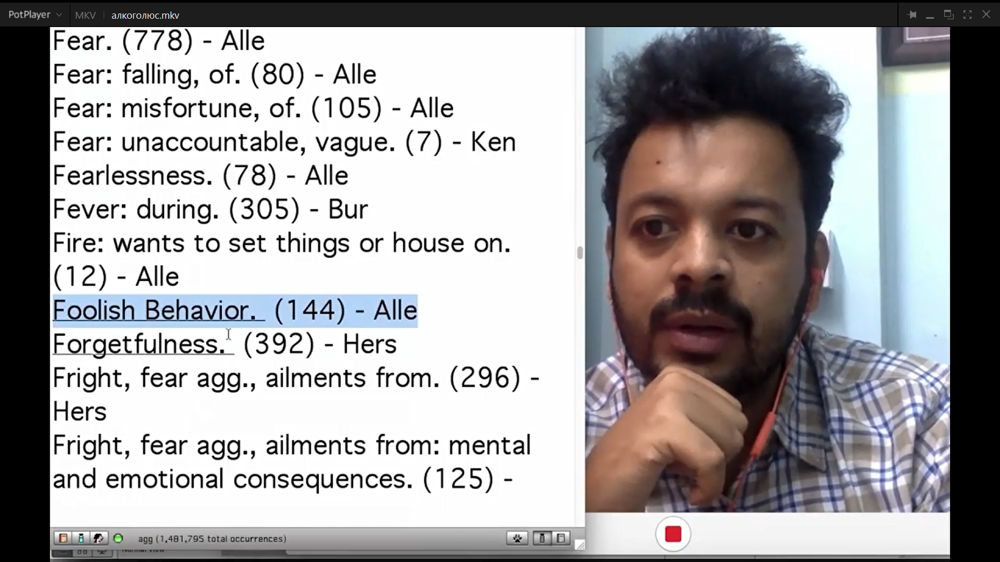 PotPlayer MKV алкоголюс.mkv
Fear. (778) - Alle
Fear: falling, of. (80) - Alle
Fear: misfortune, of. (105) - Alle
Fear: unaccountable, vague. (7) - Ken
Fearlessness. (78) - Alle
Fever: during. (305) - Bur
Fire: wants to set things or house on.
(12) - Alle
Foolish Behavior. (144) - Alle
Forgetfulness. (392) - Hers
Fright, fear agg., ailments from. (296) -
Hers
Fright, fear agg., ailments from: mental
and emotional consequences. (125) -
agg (1,481,795 total occurrences)
Normal View